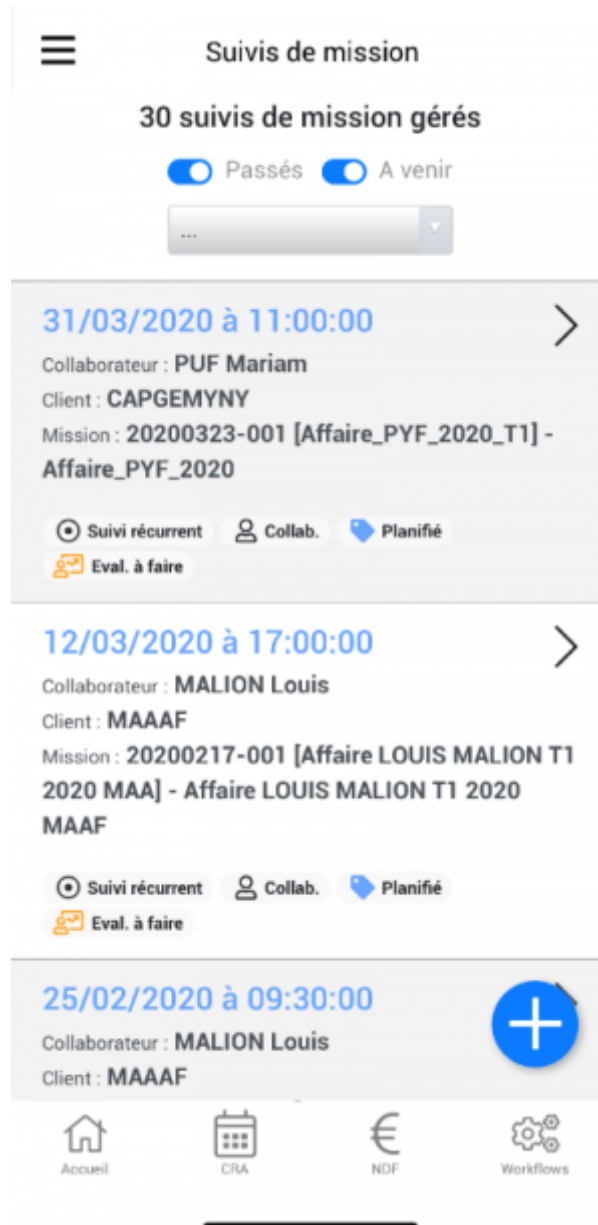 Suivis de mission
30 suivis de mission gérés
Passés A venir
...
31/03/2020 à 11:00:00
Collaborateur : PUF Mariam
Client : CAPGEMYNY
Mission : 20200323-001 [Affaire_PYF_2020_T1] -
Affaire_PYF_2020
Suivi récurrent Collab. Planifié
Eval. à faire
12/03/2020 à 17:00:00
Collaborateur : MALION Louis
Client : MAAAF
Mission : 20200217-001 [Affaire LOUIS MALION T1
2020 MAA] - Affaire LOUIS MALION T1 2020
MAAF
Suivi récurrent Collab. Planifié
Eval. à faire
25/02/2020 à 09:30:00
Collaborateur : MALION Louis
Client : MAAAF
Accueil CRA NDF Workflows